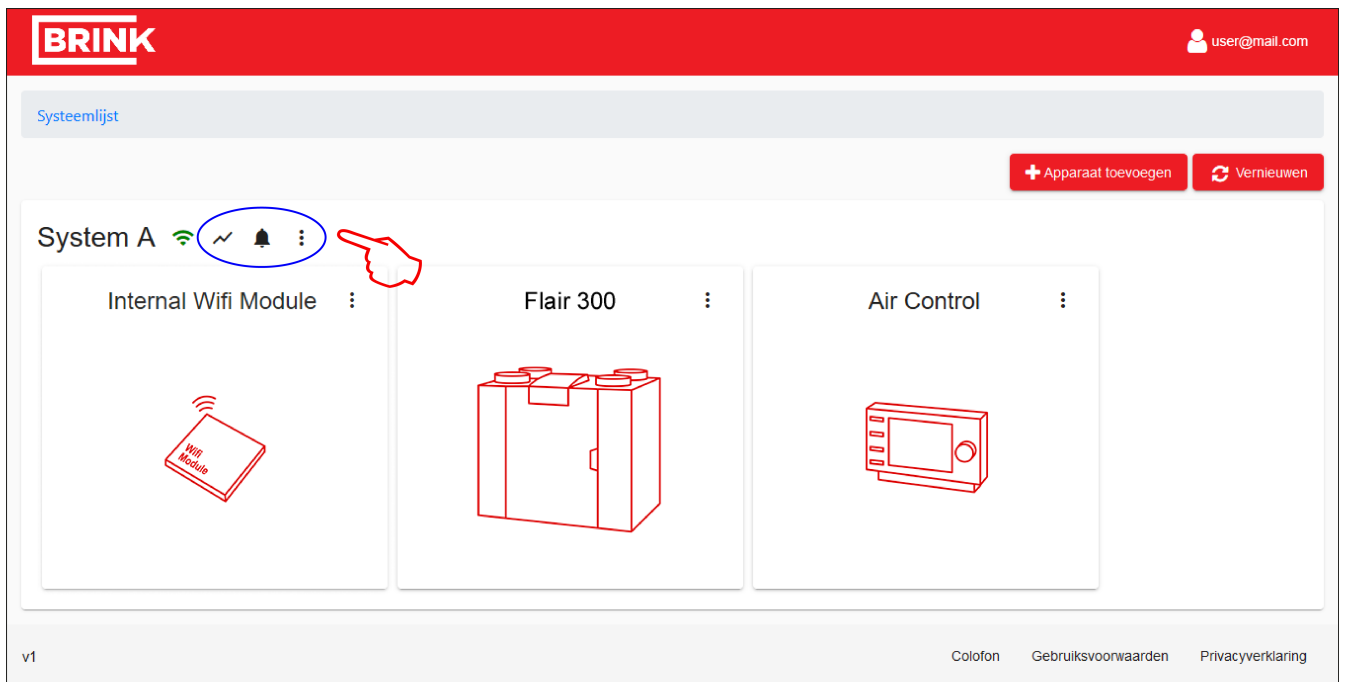 BRINK
user@mail.com
Systeemlijst
Apparaat toevoegen
Vernieuwen
System A
Internal Wifi Module
Flair 300
Air Control
Wifi
Module
v1
Colofon
Gebruiksvoorwaarden
Privacyverklaring